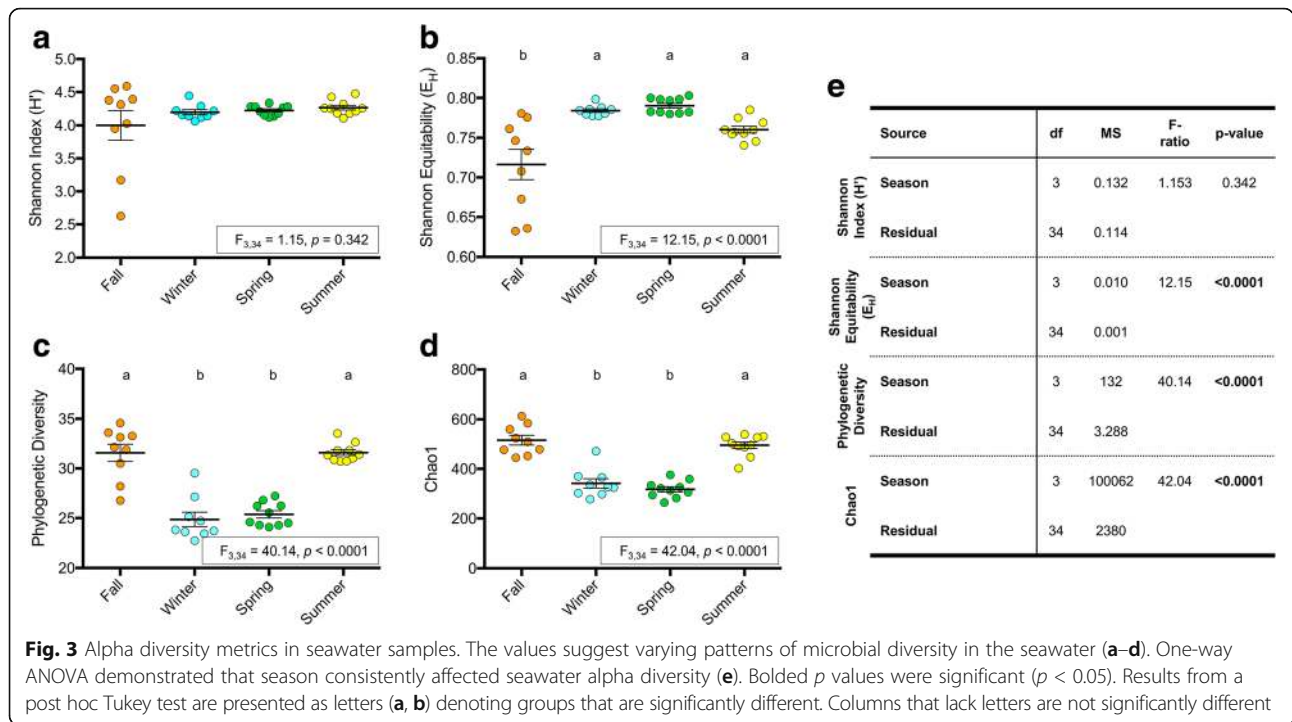 a
Shannon Index (H')
5.0
4.5
4.0
3.5
3.0
2.5
2.0
F3,34 = 1.15, p = 0.342
Fall
Winter
Spring
Summer
b
Shannon Equitability (EH)
b
a
a
a
0.85
0.80
0.75
0.70
0.65
0.60
F3,34 = 12.15, p < 0.0001
Fall
Winter
Spring
Summer
c
Phylogenetic Diversity
a
b
b
a
40
35
30
25
20
F3,34 = 40.14, p < 0.0001
Fall
Winter
Spring
Summer
d
Chao1
a
b
b
a
800
600
400
200
0
F3,34 = 42.04, p < 0.0001
Fall
Winter
Spring
Summer
e
Source df MS F-
ratio p-value
Shannon
Index (H')
Season 3 0.132 1.153 0.342
Residual 34 0.114
Shannon
Equitability
(EH)
Season 3 0.010 12.15 <0.0001
Residual 34 0.001
Phylogenetic
Diversity
Season 3 132 40.14 <0.0001
Residual 34 3.288
Chao1
Season 3 100062 42.04 <0.0001
Residual 34 2380
Fig. 3 Alpha diversity metrics in seawater samples. The values suggest varying patterns of microbial diversity in the seawater (a–d). One-way
ANOVA demonstrated that season consistently affected seawater alpha diversity (e). Bolded p values were significant (p < 0.05). Results from a
post hoc Tukey test are presented as letters (a, b) denoting groups that are significantly different. Columns that lack letters are not significantly different